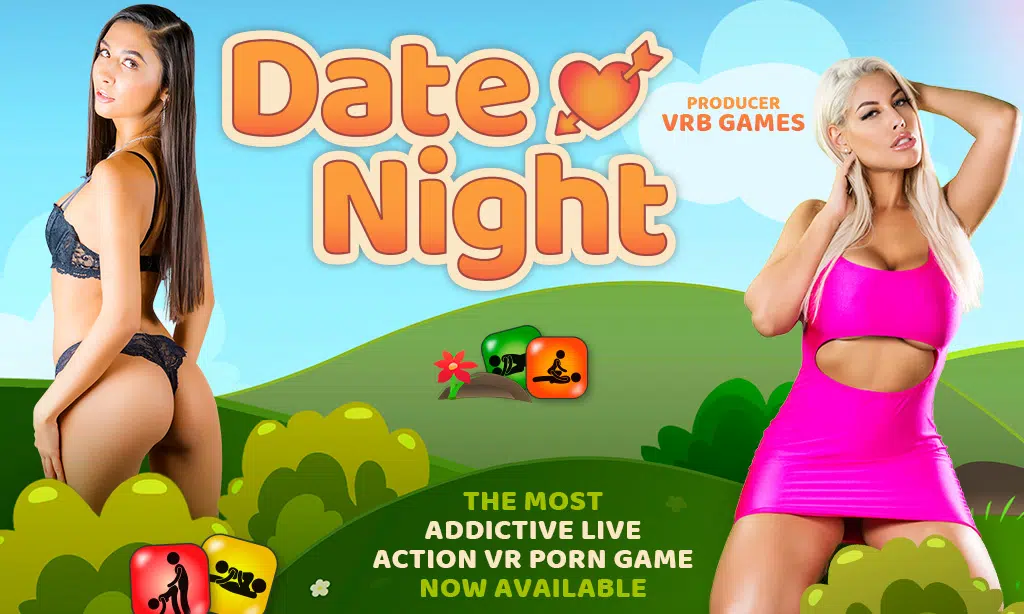 Date
Night
PRODUCER
VRB GAMES
THE MOST
ADDICTIVE LIVE
ACTION VR PORN GAME
NOW AVAILABLE